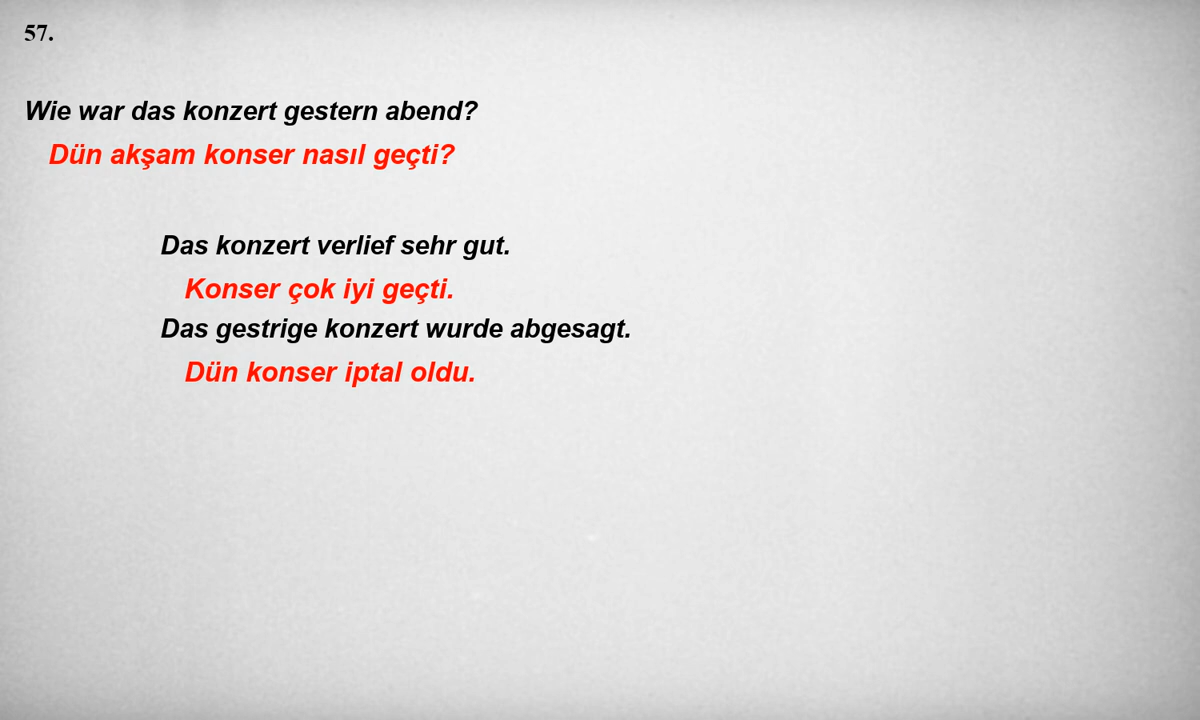 57.
Wie war das konzert gestern abend?
Dün akşam konser nasıl geçti?
Das konzert verlief sehr gut.
Konser çok iyi geçti.
Das gestrige konzert wurde abgesagt.
Dün konser iptal oldu.